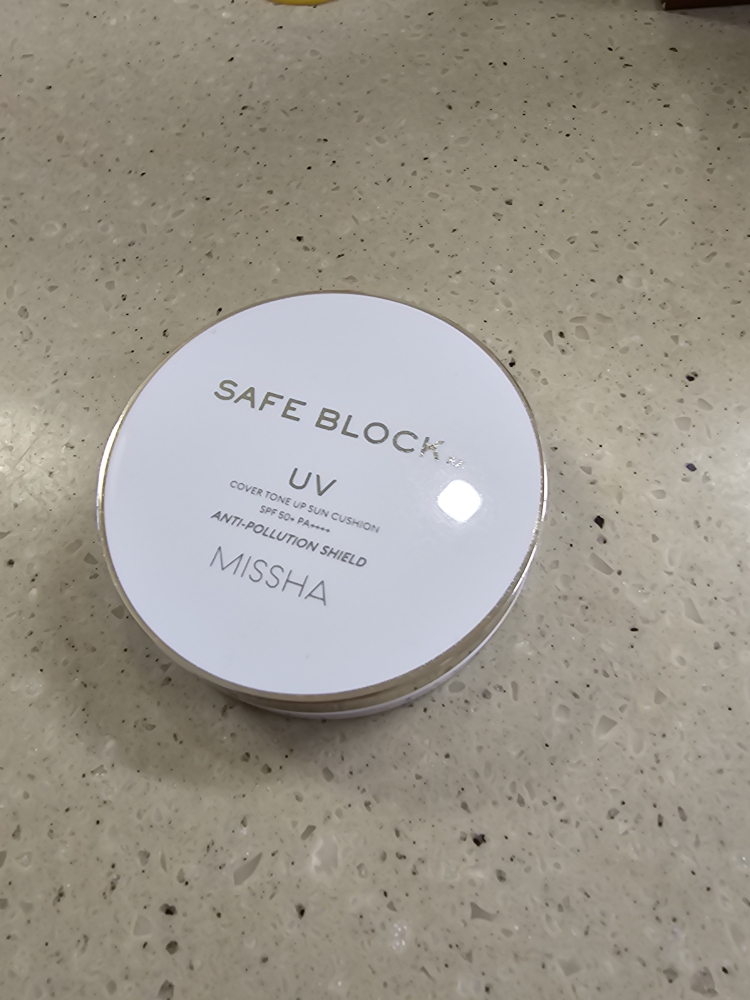 SAFE BLOCK
UV
COVER TONE UP SUN CUSHION
SPF 50+ PA++++
ANTI-POLLUTION SHIELD
MISSHA